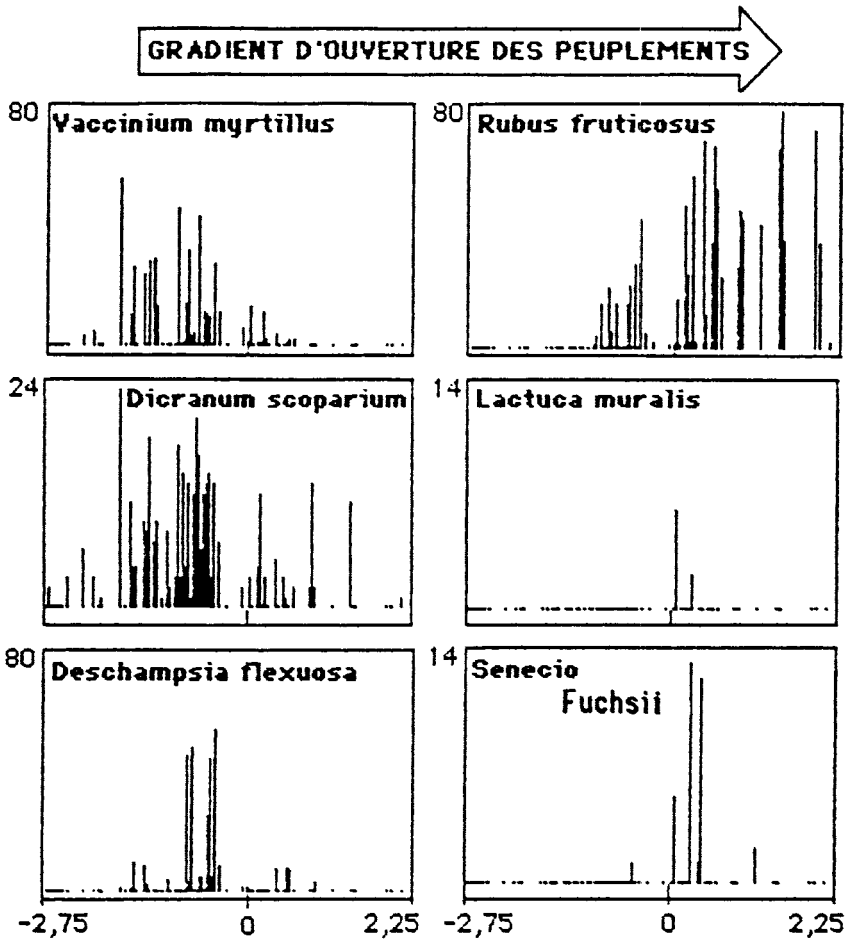 GRADIENT D'OUVERTURE DES PEUPLEMENTS
80
Vaccinium myrtillus
80
Rubus fruticosus
24
Dicranum scoparium
14
Lactuca muralis
80
Deschampsia flexuosa
14
Senecio
Fuchsii
-2,75
0
2,25
-2,75
0
2,25